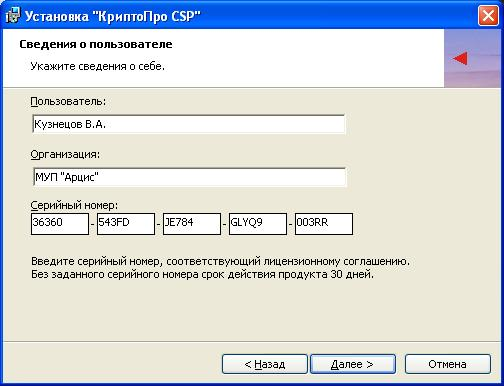 Установка "КриптоПро CSP"
Сведения о пользователе
Укажите сведения о себе.
Пользователь:
Кузнецов В.А.
Организация:
МУП "Арцис"
Серийный номер:
36360 - 543FD - JE784 - GLYQ9 - 003RR
Введите серийный номер, соответствующий лицензионному соглашению.
Без заданного серийного номера срок действия продукта 30 дней.
< Назад Далее > Отмена